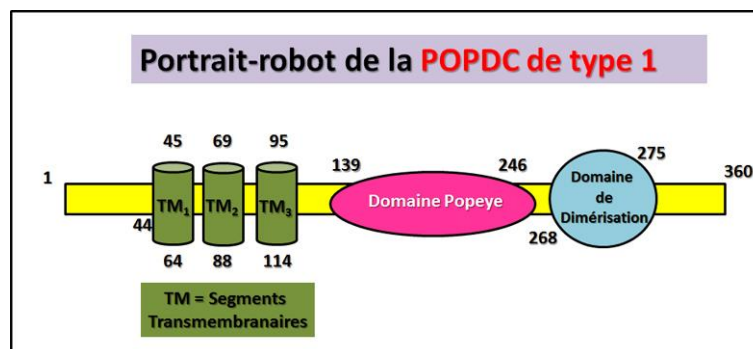 Portrait-robot de la POPDC de type 1
45 69 95
1 139 246 275 360
Domaine
de
Dimérisation
TM1 TM2 TM3 Domaine Popeye
44 268
64 88 114
TM = Segments
Transmembranaires